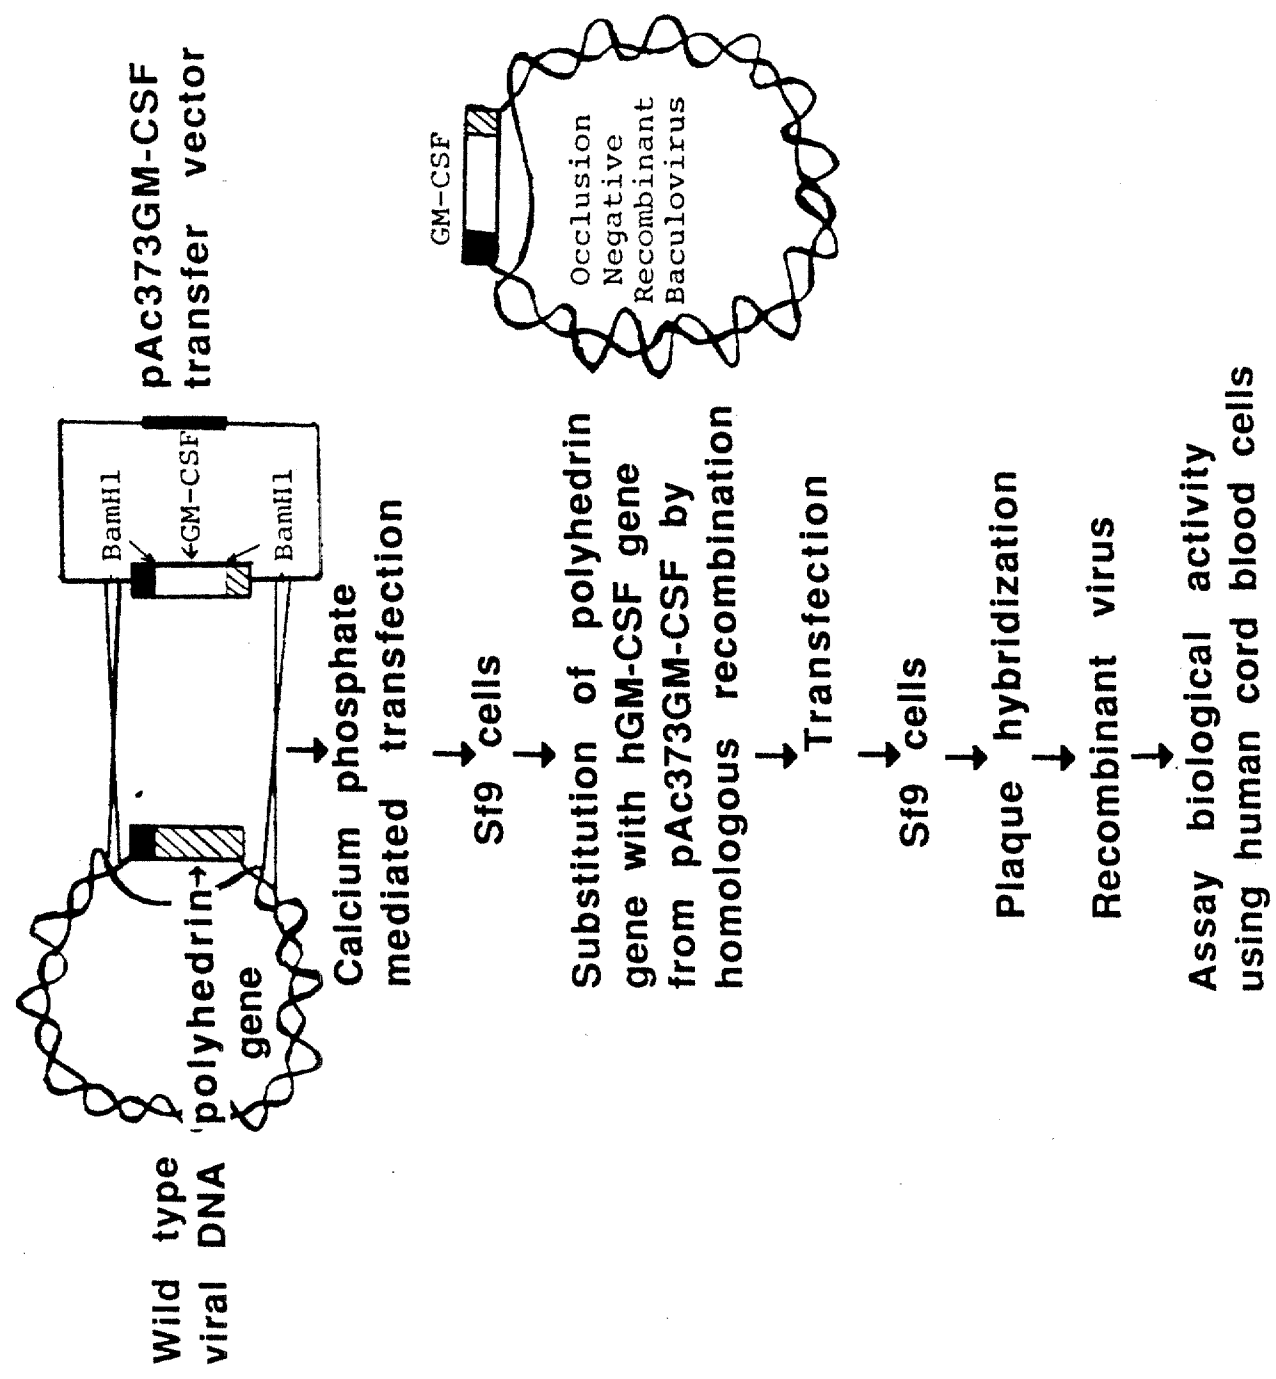 Wild type
viral DNA
polyhedrin→
gene
BamH1
←GM-CSF
BamH1
pAc373GM-CSF
transfer vector
Calcium phosphate
mediated transfection
Sf9 cells
Substitution of polyhedrin
gene with hGM-CSF gene
from pAc373GM-CSF by
homologous recombination
GM-CSF
Occlusion
Negative
Recombinant
Baculovirus
Transfection
Sf9 cells
Plaque hybridization
Recombinant virus
Assay biological activity
using human cord blood cells